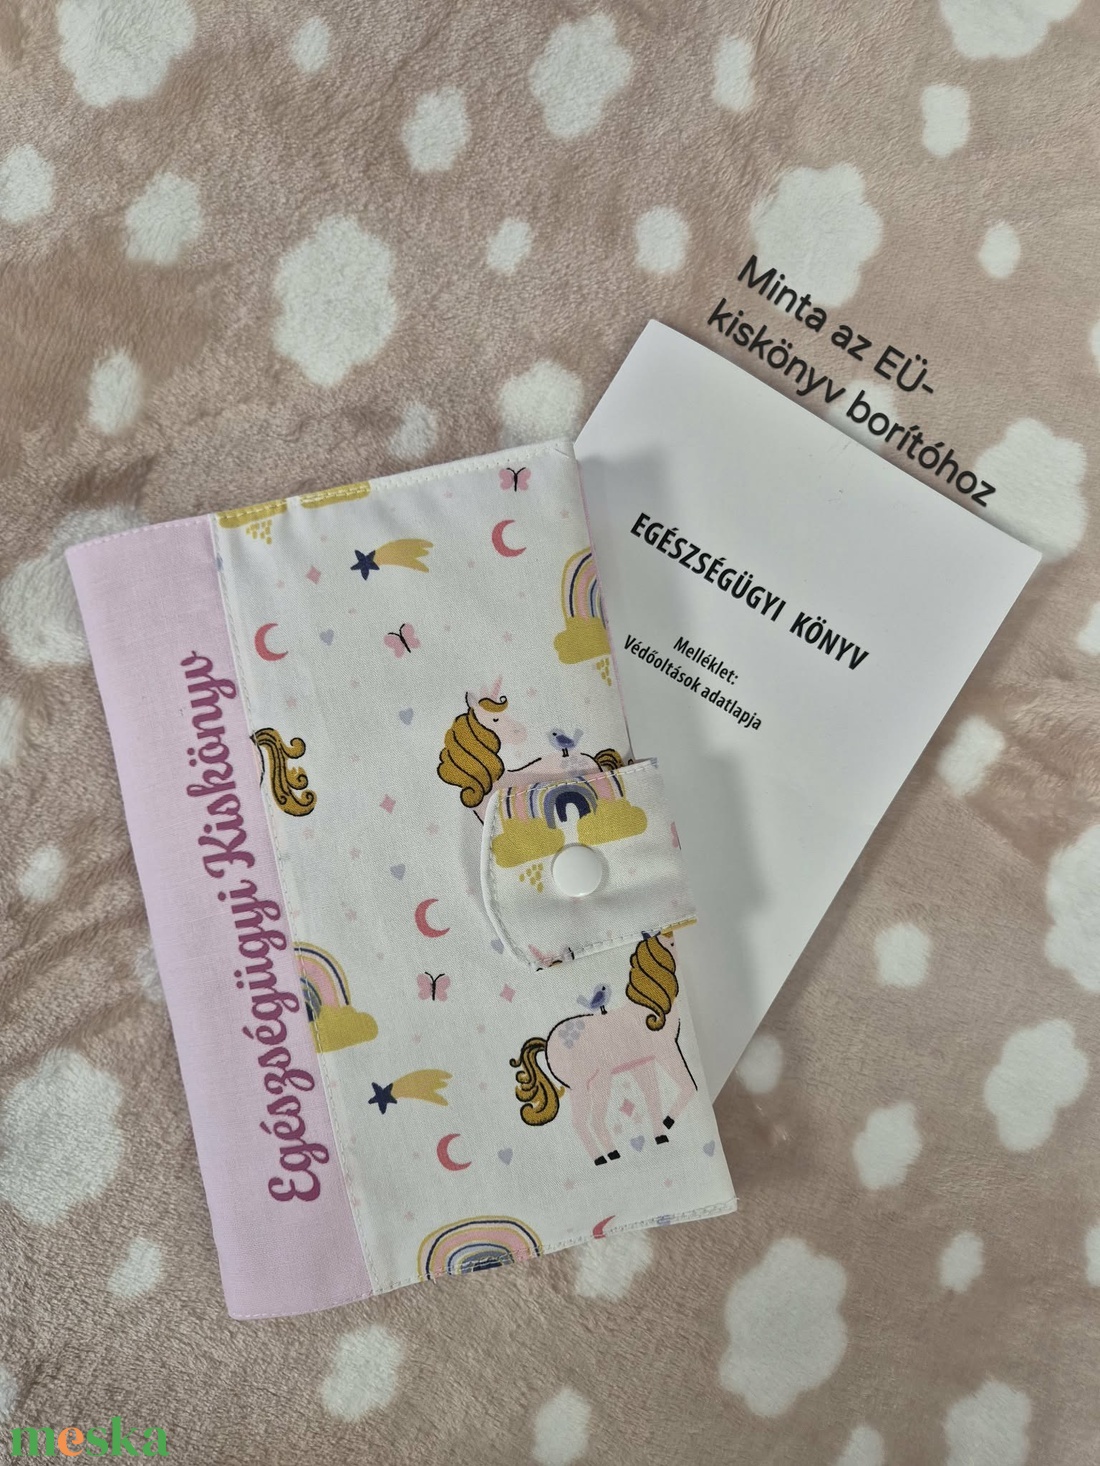 Minta az EÜ-
kiskönyv borítóhoz
EGÉSZSÉGÜGYI KÖNYV
Melléklet:
Védőoltások adatlapja
Egészségügyi Kiskönyv
meska